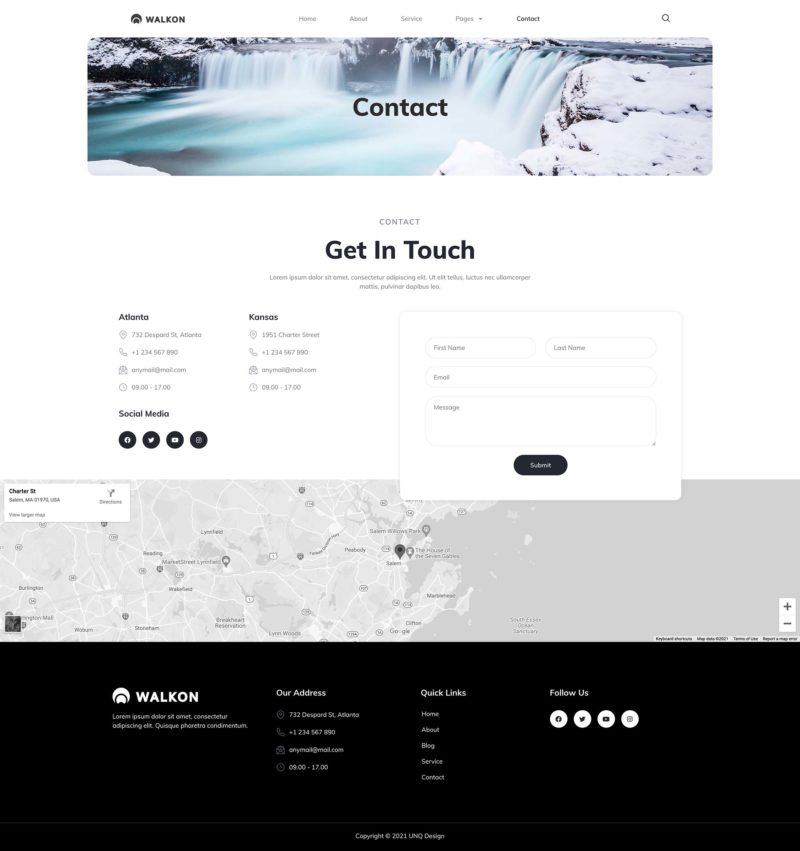 WALKON
Home
About
Service
Pages
Contact
Contact
CONTACT
Get In Touch
Lorem ipsum dolor sit amet, consectetur adipiscing elit. Ut elit tellus, luctus nec ullamcorper
mattis, pulvinar dapibus leo.
Atlanta
732 Despard St, Atlanta
+1 234 567 890
anymail@mail.com
09.00 - 17.00
Kansas
1951 Charter Street
+1 234 567 890
anymail@mail.com
09.00 - 17.00
Social Media
First Name
Last Name
Email
Message
Submit
Charter St
Salem, MA 01970, USA
Directions
View larger map
Lynnfield
Reading
MarketStreet Lynnfield
Peabody
Salem Willows Park
The House of
the Seven Gables
Salem
Burlington
Wakefield
Marblehead
Woburn
Stoneham
Breakheart
Reservation
Lynn Woods
Clifton
Google
South Essex
Ocean
Sanctuary
Keyboard shortcuts
Map data ©2021
Terms of Use
Report a map error
WALKON
Lorem ipsum dolor sit amet, consectetur
adipiscing elit. Quisque pharetra condimentum.
Our Address
732 Despard St, Atlanta
+1 234 567 890
anymail@mail.com
09.00 - 17.00
Quick Links
Home
About
Blog
Service
Contact
Follow Us
Copyright © 2021 UNQ Design